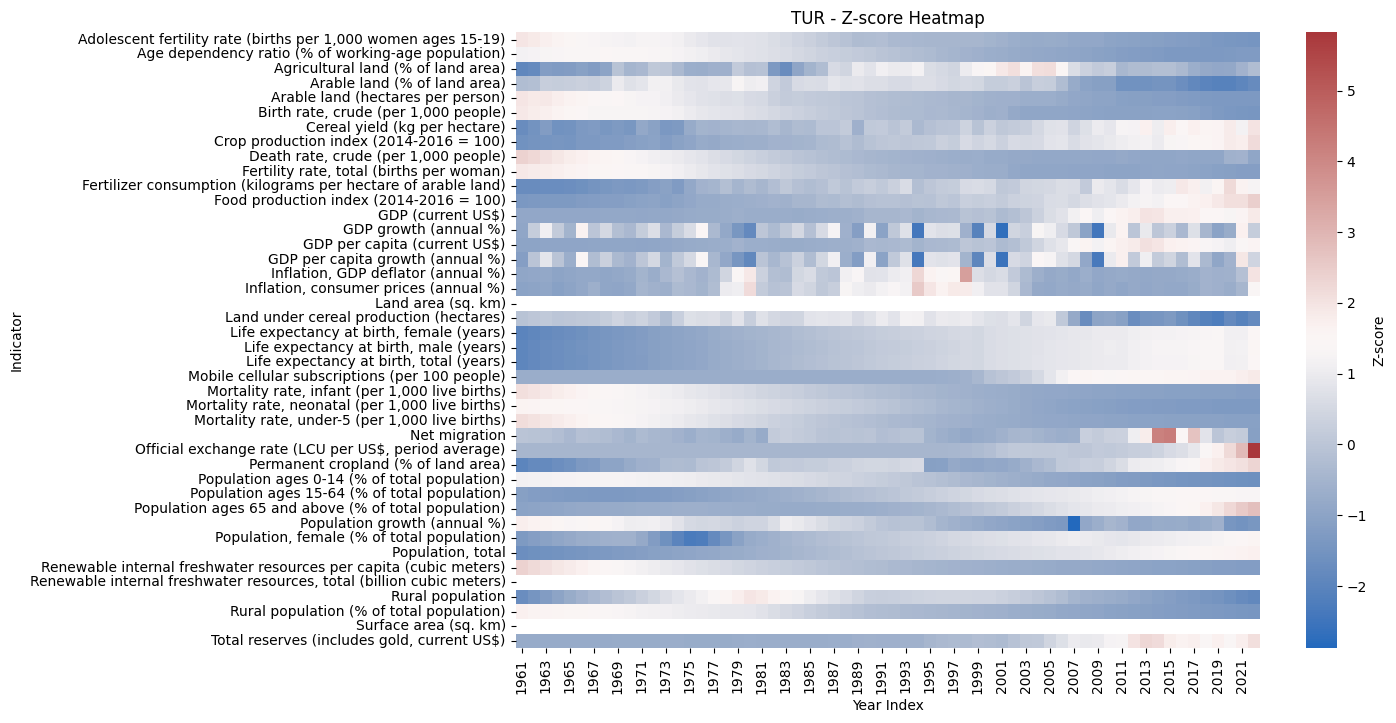 TUR - Z-score Heatmap
Adolescent fertility rate (births per 1,000 women ages 15-19)
Age dependency ratio (% of working-age population)
Agricultural land (% of land area)
Arable land (% of land area)
Arable land (hectares per person)
Birth rate, crude (per 1,000 people)
Cereal yield (kg per hectare)
Crop production index (2014-2016 = 100)
Death rate, crude (per 1,000 people)
Fertility rate, total (births per woman)
Fertilizer consumption (kilograms per hectare of arable land)
Food production index (2014-2016 = 100)
GDP (current US$)
GDP growth (annual %)
GDP per capita (current US$)
GDP per capita growth (annual %)
Inflation, GDP deflator (annual %)
Inflation, consumer prices (annual %)
Land area (sq. km)
Land under cereal production (hectares)
Life expectancy at birth, female (years)
Life expectancy at birth, male (years)
Life expectancy at birth, total (years)
Mobile cellular subscriptions (per 100 people)
Mortality rate, infant (per 1,000 live births)
Mortality rate, neonatal (per 1,000 live births)
Mortality rate, under-5 (per 1,000 live births)
Net migration
Official exchange rate (LCU per US$, period average)
Permanent cropland (% of land area)
Population ages 0-14 (% of total population)
Population ages 15-64 (% of total population)
Population ages 65 and above (% of total population)
Population growth (annual %)
Population, female (% of total population)
Population, total
Renewable internal freshwater resources per capita (cubic meters)
Renewable internal freshwater resources, total (billion cubic meters)
Rural population
Rural population (% of total population)
Surface area (sq. km)
Total reserves (includes gold, current US$)
Indicator
1961 1963 1965 1967 1969 1971 1973 1975 1977 1979 1981 1983 1985 1987 1989 1991 1993 1995 1997 1999 2001 2003 2005 2007 2009 2011 2013 2015 2017 2019 2021
Year Index
5
4
3
2
1
0
−1
−2
Z-score